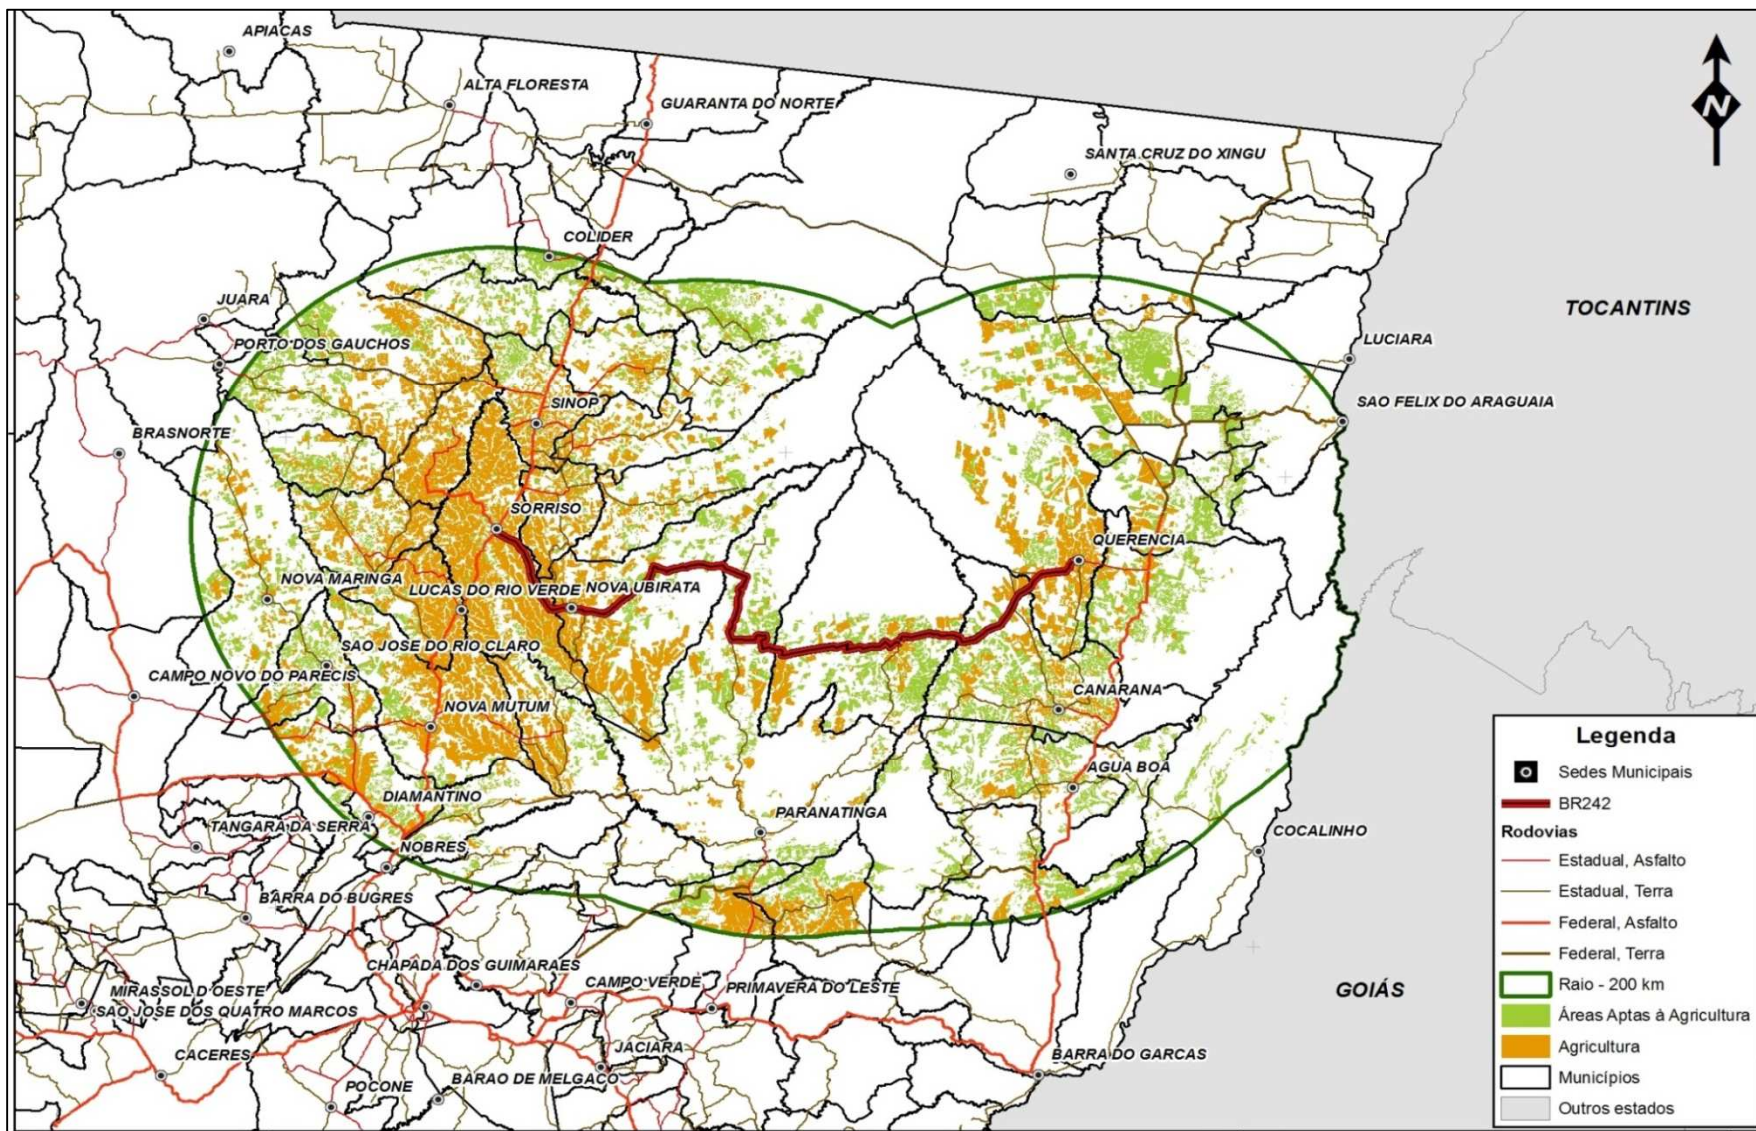 APIACAS
ALTA FLORESTA
GUARANTA DO NORTE
N
SANTA CRUZ DO XINGU
COLIDER
JUARA
TOCANTINS
PORTO DOS GAUCHOS
LUCIARA
SINOP
SAO FELIX DO ARAGUAIA
BRASNORTE
SORRISO
QUERENCIA
NOVA MARINGA
LUCAS DO RIO VERDE
NOVA UBIRATA
SAO JOSE DO RIO CLARO
CAMPO NOVO DO PARECIS
CANARANA
NOVA MUTUM
AGUA BOA
DIAMANTINO
PARANATINGA
TANGARA DA SERRA
COCALINHO
NOBRES
BARRA DO BUGRES
CHAPADA DOS GUIMARAES
CAMPO VERDE
PRIMAVERA DO LESTE
GOIÁS
MIRASSOL D OESTE
SAO JOSE DOS QUATRO MARCOS
CACERES
JACIARA
BARRA DO GARCAS
POCONE
BARAO DE MELGACO
Legenda
Sedes Municipais
BR242
Rodovias
Estadual, Asfalto
Estadual, Terra
Federal, Asfalto
Federal, Terra
Raio - 200 km
Áreas Aptas à Agricultura
Agricultura
Municípios
Outros estados